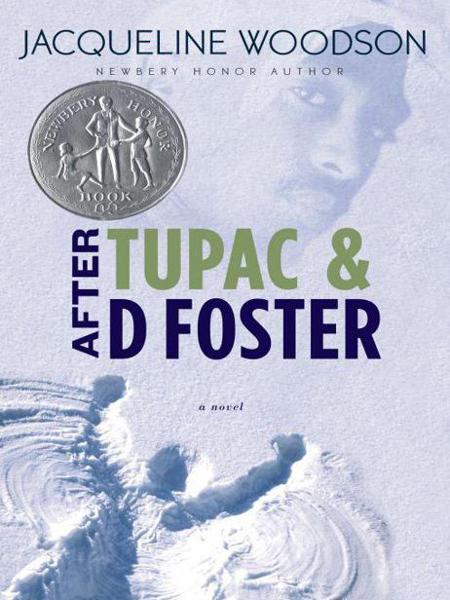 JACQUELINE WOODSON
NEWBERY HONOR AUTHOR
NEWBERY HONOR
BOOK
AFTER
TUPAC &
D FOSTER
a novel